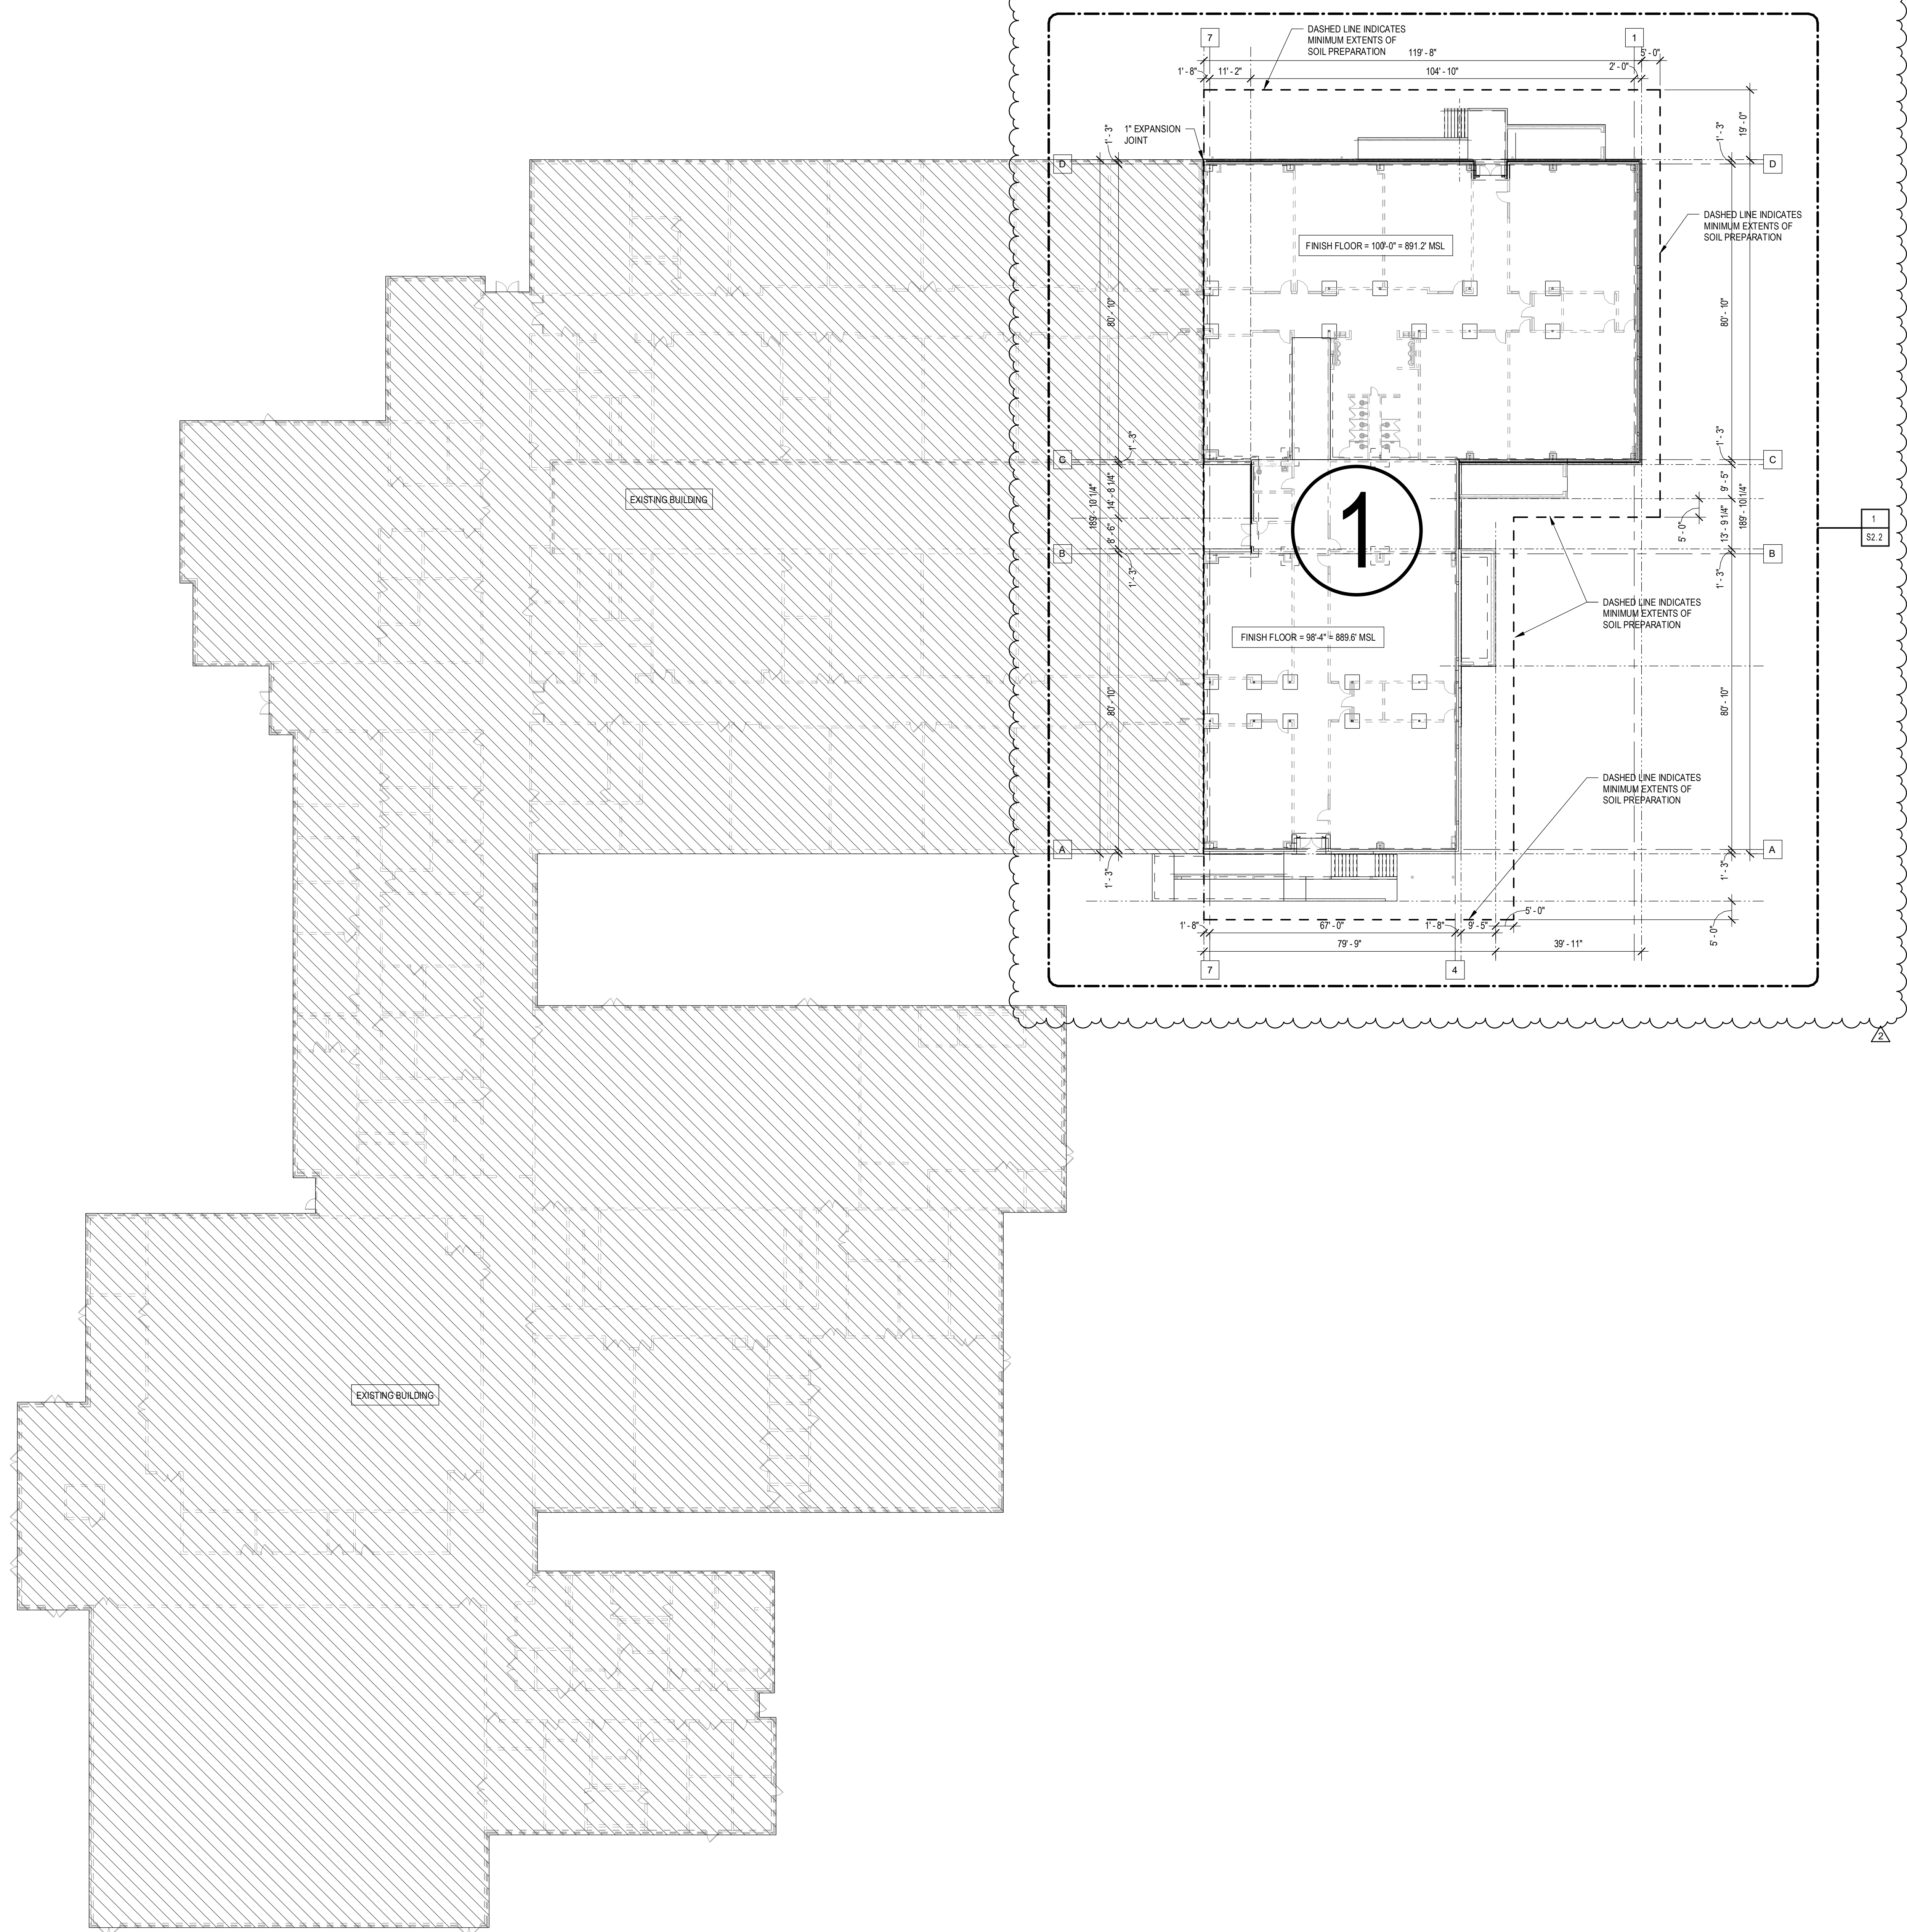 DASHED LINE INDICATES
MINIMUM EXTENTS OF
SOIL PREPARATION
7
1
119' - 8"
5' - 0"
1' - 8"
11' - 2"
104' - 10"
2' - 0"
1" EXPANSION
JOINT
1' - 3"
1' - 3"
19' - 0"
D
D
DASHED LINE INDICATES
MINIMUM EXTENTS OF
SOIL PREPARATION
FINISH FLOOR = 100'-0" = 891.2' MSL
80' - 10"
80' - 10"
1' - 3"
1' - 3"
C
C
EXISTING BUILDING
189' - 10 1/4"
14' - 8 1/4"
8' - 6"
9' - 5"
13' - 9 1/4"
189' - 10 1/4"
5' - 0"
5' - 0"
1
1
S2.2
B
B
1' - 3"
1' - 3"
DASHED LINE INDICATES
MINIMUM EXTENTS OF
SOIL PREPARATION
FINISH FLOOR = 98'-4" = 889.6' MSL
80' - 10"
80' - 10"
DASHED LINE INDICATES
MINIMUM EXTENTS OF
SOIL PREPARATION
A
A
1' - 3"
1' - 3"
5' - 0"
1' - 8"
67' - 0"
1' - 8"
9' - 5"
5' - 0"
79' - 9"
39' - 11"
7
4
2
EXISTING BUILDING